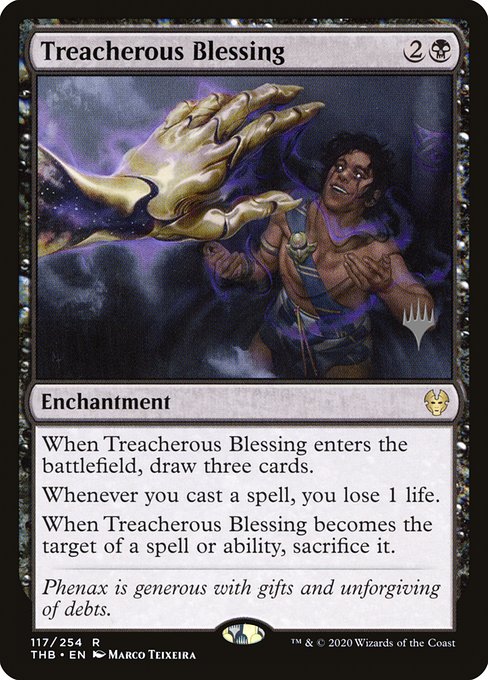 Treacherous Blessing 2
Enchantment
When Treacherous Blessing enters the
battlefield, draw three cards.
Whenever you cast a spell, you lose 1 life.
When Treacherous Blessing becomes the
target of a spell or ability, sacrifice it.
Phenax is generous with gifts and unforgiving
of debts.
117/254 R
THB • EN Marco Teixeira
™ & © 2020 Wizards of the Coast